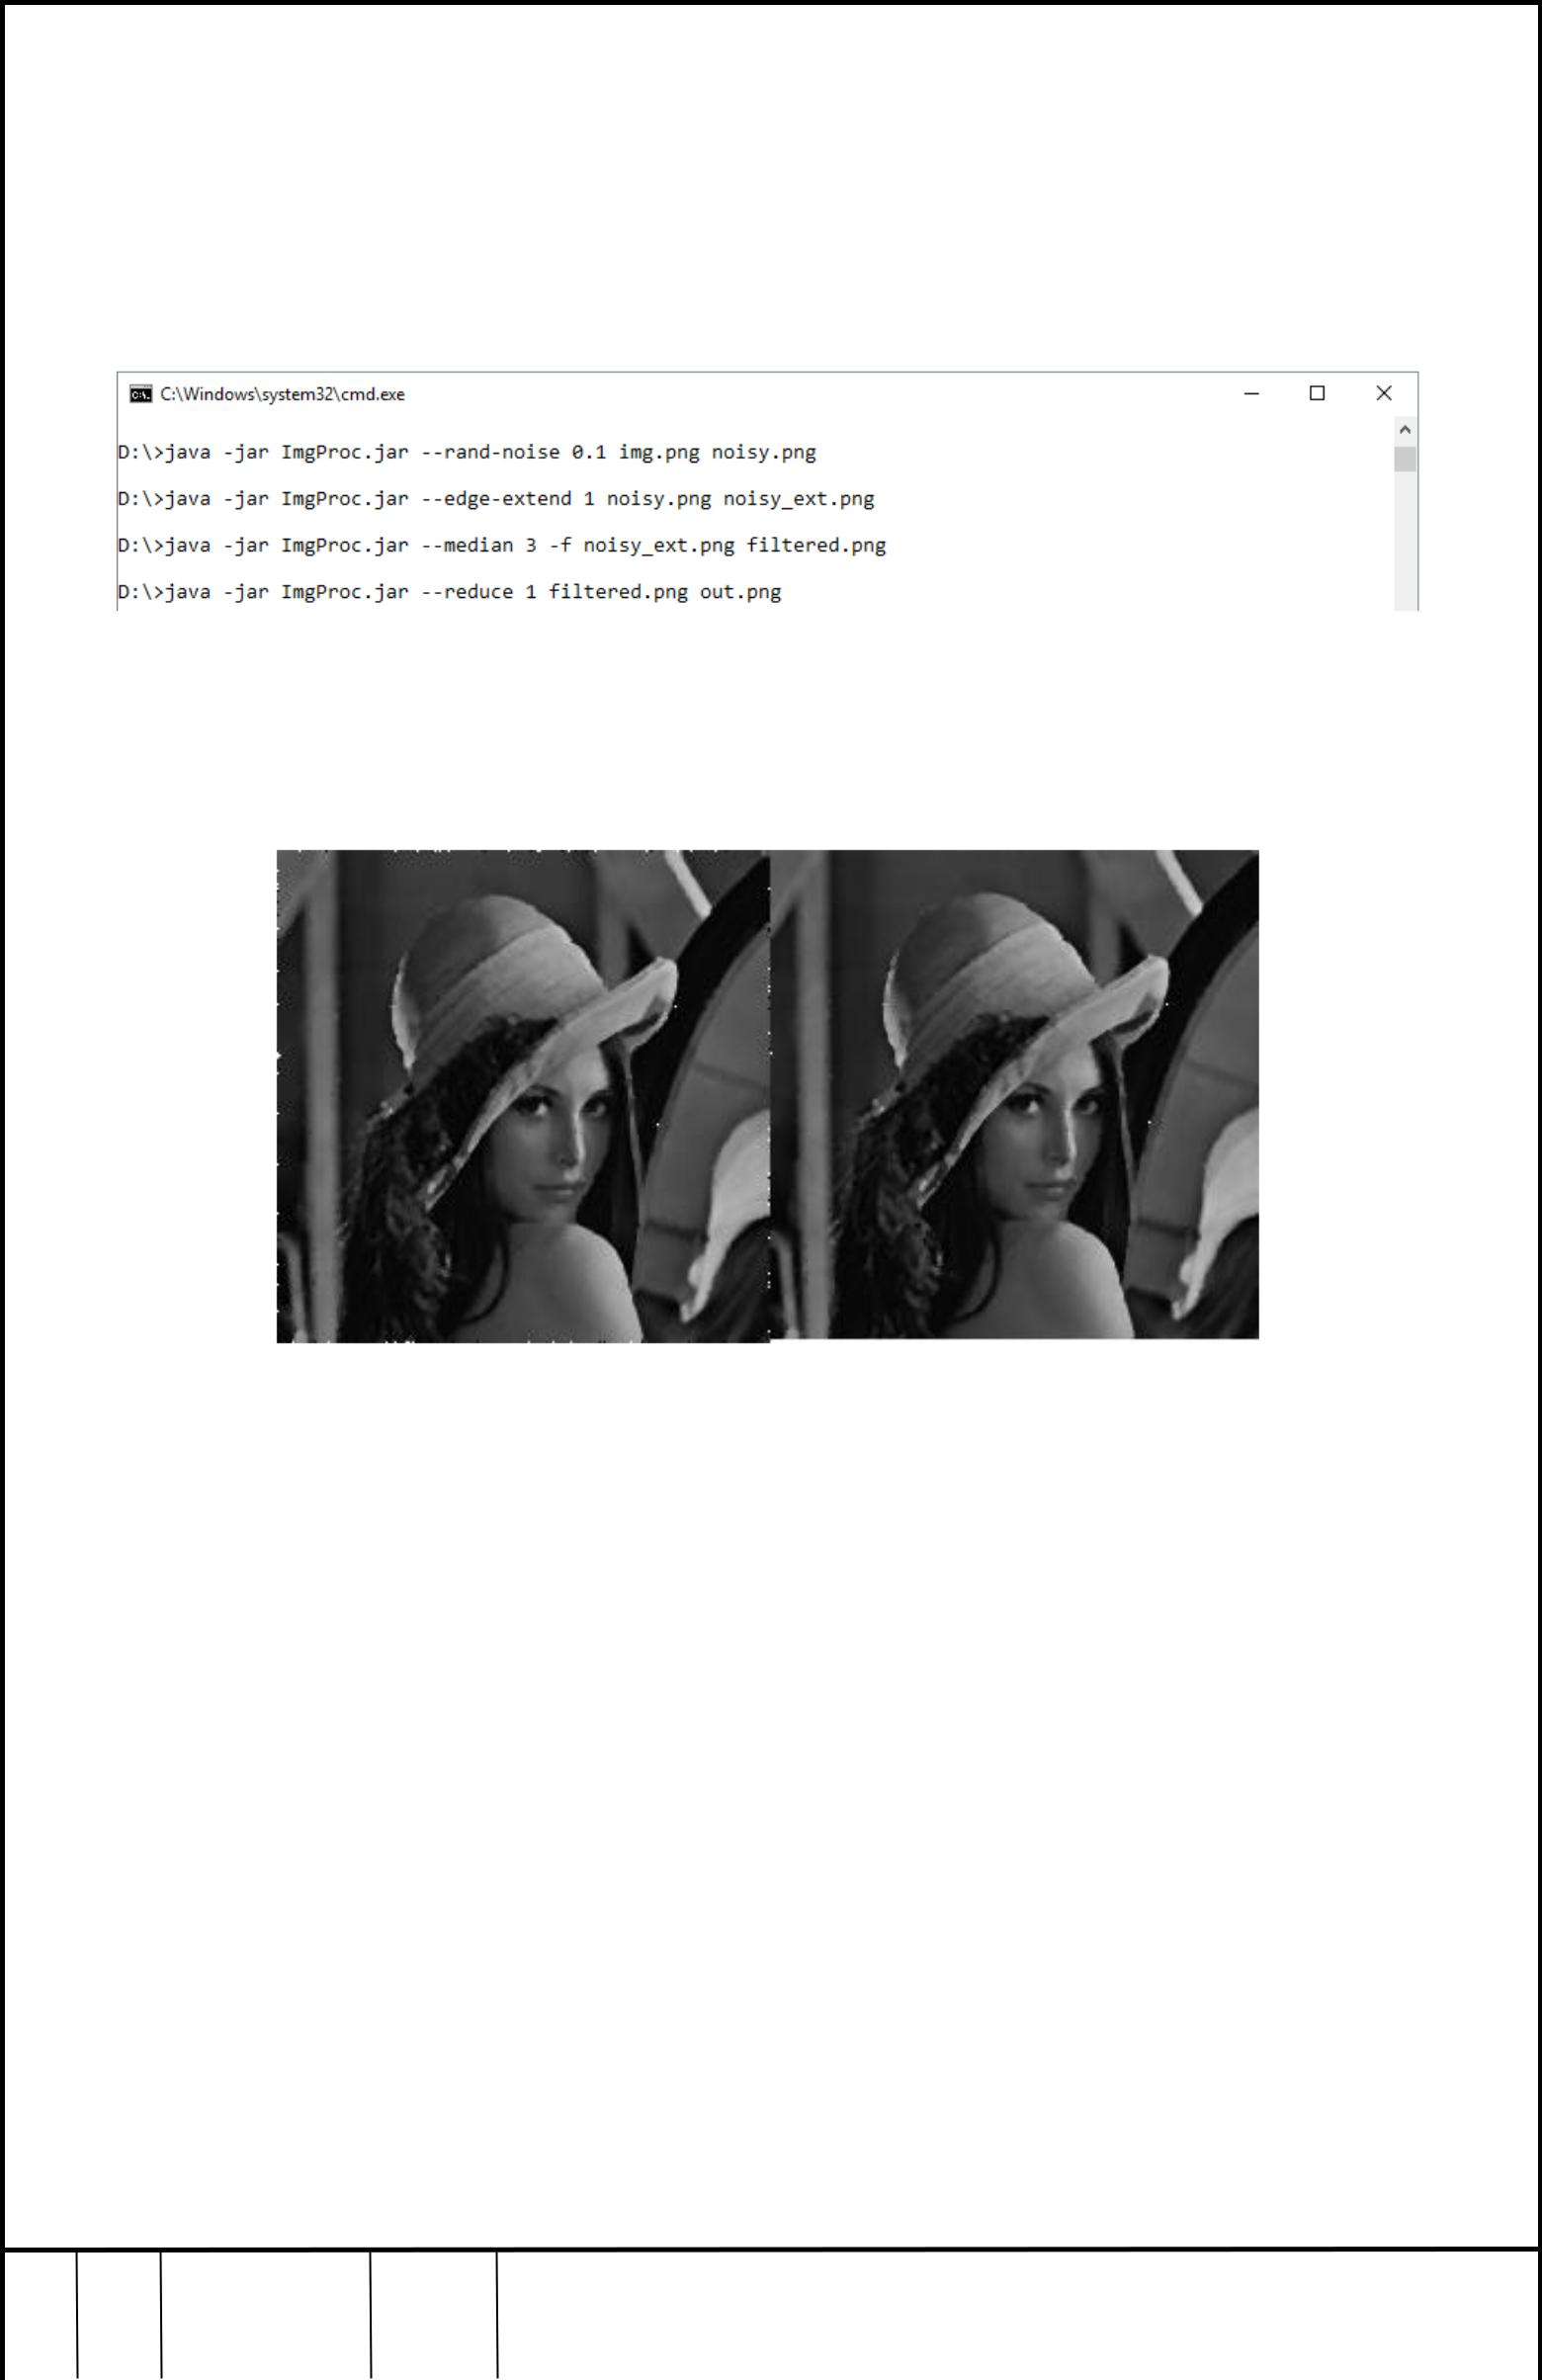 C:\Windows\system32\cmd.exe
D:\>java -jar ImgProc.jar --rand-noise 0.1 img.png noisy.png
D:\>java -jar ImgProc.jar --edge-extend 1 noisy.png noisy_ext.png
D:\>java -jar ImgProc.jar --median 3 -f noisy_ext.png filtered.png
D:\>java -jar ImgProc.jar --reduce 1 filtered.png out.png